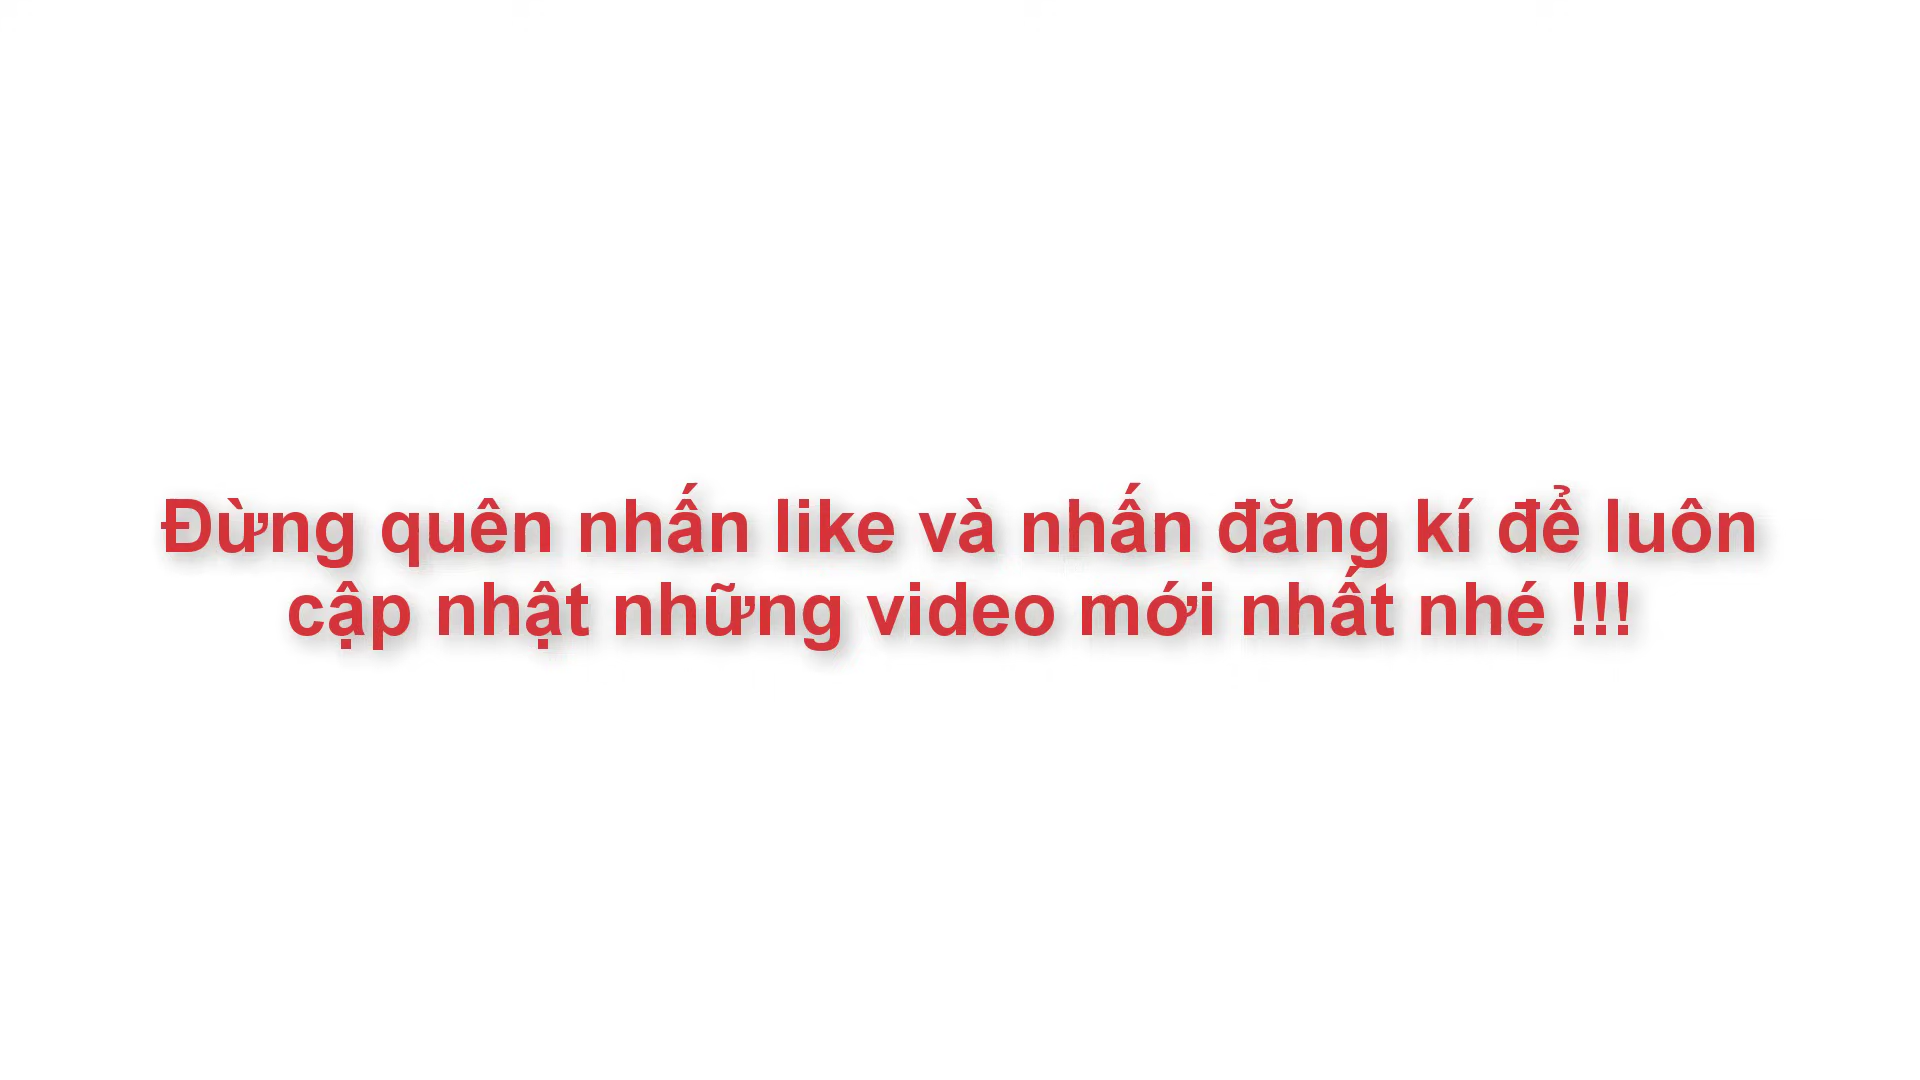 Đừng quên nhấn like và nhấn đăng kí để luôn
cập nhật những video mới nhất nhé !!!